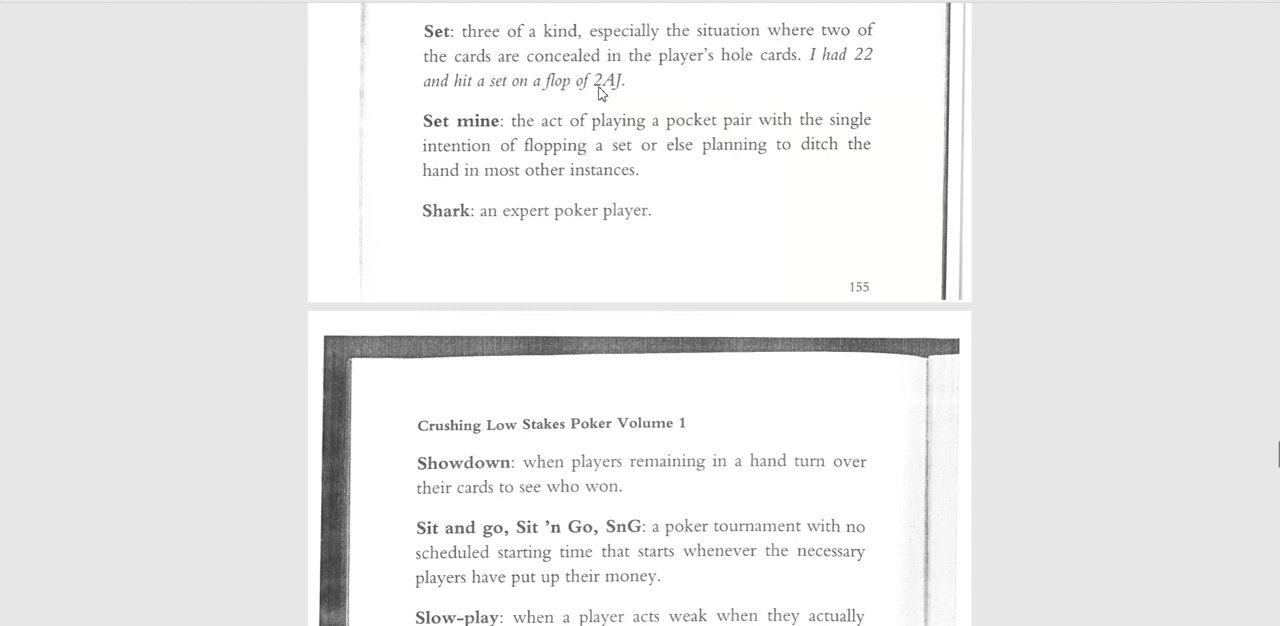 Set: three of a kind, especially the situation where two of
the cards are concealed in the player's hole cards. I had 22
and hit a set on a flop of 2AJ.
Set mine: the act of playing a pocket pair with the single
intention of flopping a set or else planning to ditch the
hand in most other instances.
Shark: an expert poker player.
155
Crushing Low Stakes Poker Volume 1
Showdown: when players remaining in a hand turn over
their cards to see who won.
Sit and go, Sit 'n Go, SnG: a poker tournament with no
scheduled starting time that starts whenever the necessary
players have put up their money.
Slow-play: when a player acts weak when they actually